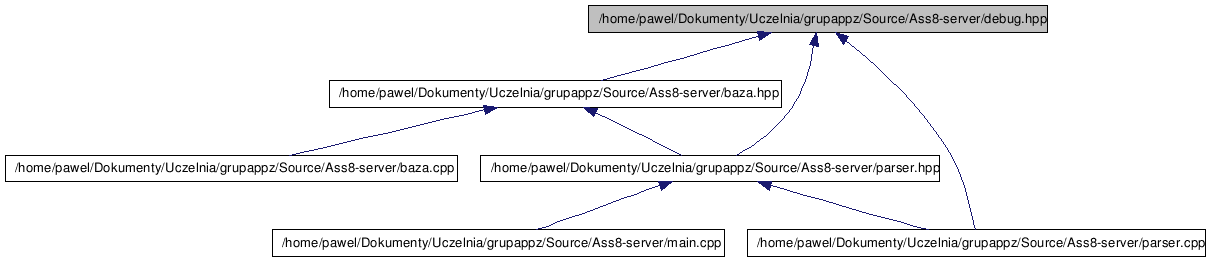 /home/pawel/Dokumenty/Uczelnia/grupappz/Source/Ass8-server/debug.hpp
/home/pawel/Dokumenty/Uczelnia/grupappz/Source/Ass8-server/baza.hpp
/home/pawel/Dokumenty/Uczelnia/grupappz/Source/Ass8-server/baza.cpp
/home/pawel/Dokumenty/Uczelnia/grupappz/Source/Ass8-server/parser.hpp
/home/pawel/Dokumenty/Uczelnia/grupappz/Source/Ass8-server/main.cpp
/home/pawel/Dokumenty/Uczelnia/grupappz/Source/Ass8-server/parser.cpp